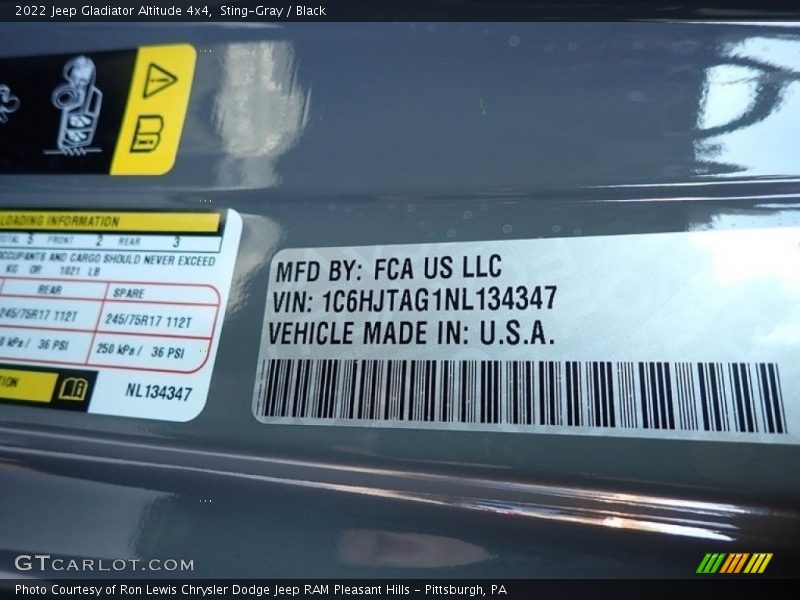 2022 Jeep Gladiator Altitude 4x4, Sting-Gray / Black
LOADING INFORMATION
TOTAL 5 FRONT 2 REAR 3
OCCUPANTS AND CARGO SHOULD NEVER EXCEED
KG OR 1021 LB
REAR SPARE
245/75R17 112T 245/75R17 112T
kPa / 36 PSI 250 kPa / 36 PSI
NL134347
MFD BY: FCA US LLC
VIN: 1C6HJTAG1NL134347
VEHICLE MADE IN: U.S.A.
GTCARLOT.COM
Photo Courtesy of Ron Lewis Chrysler Dodge Jeep RAM Pleasant Hills - Pittsburgh, PA